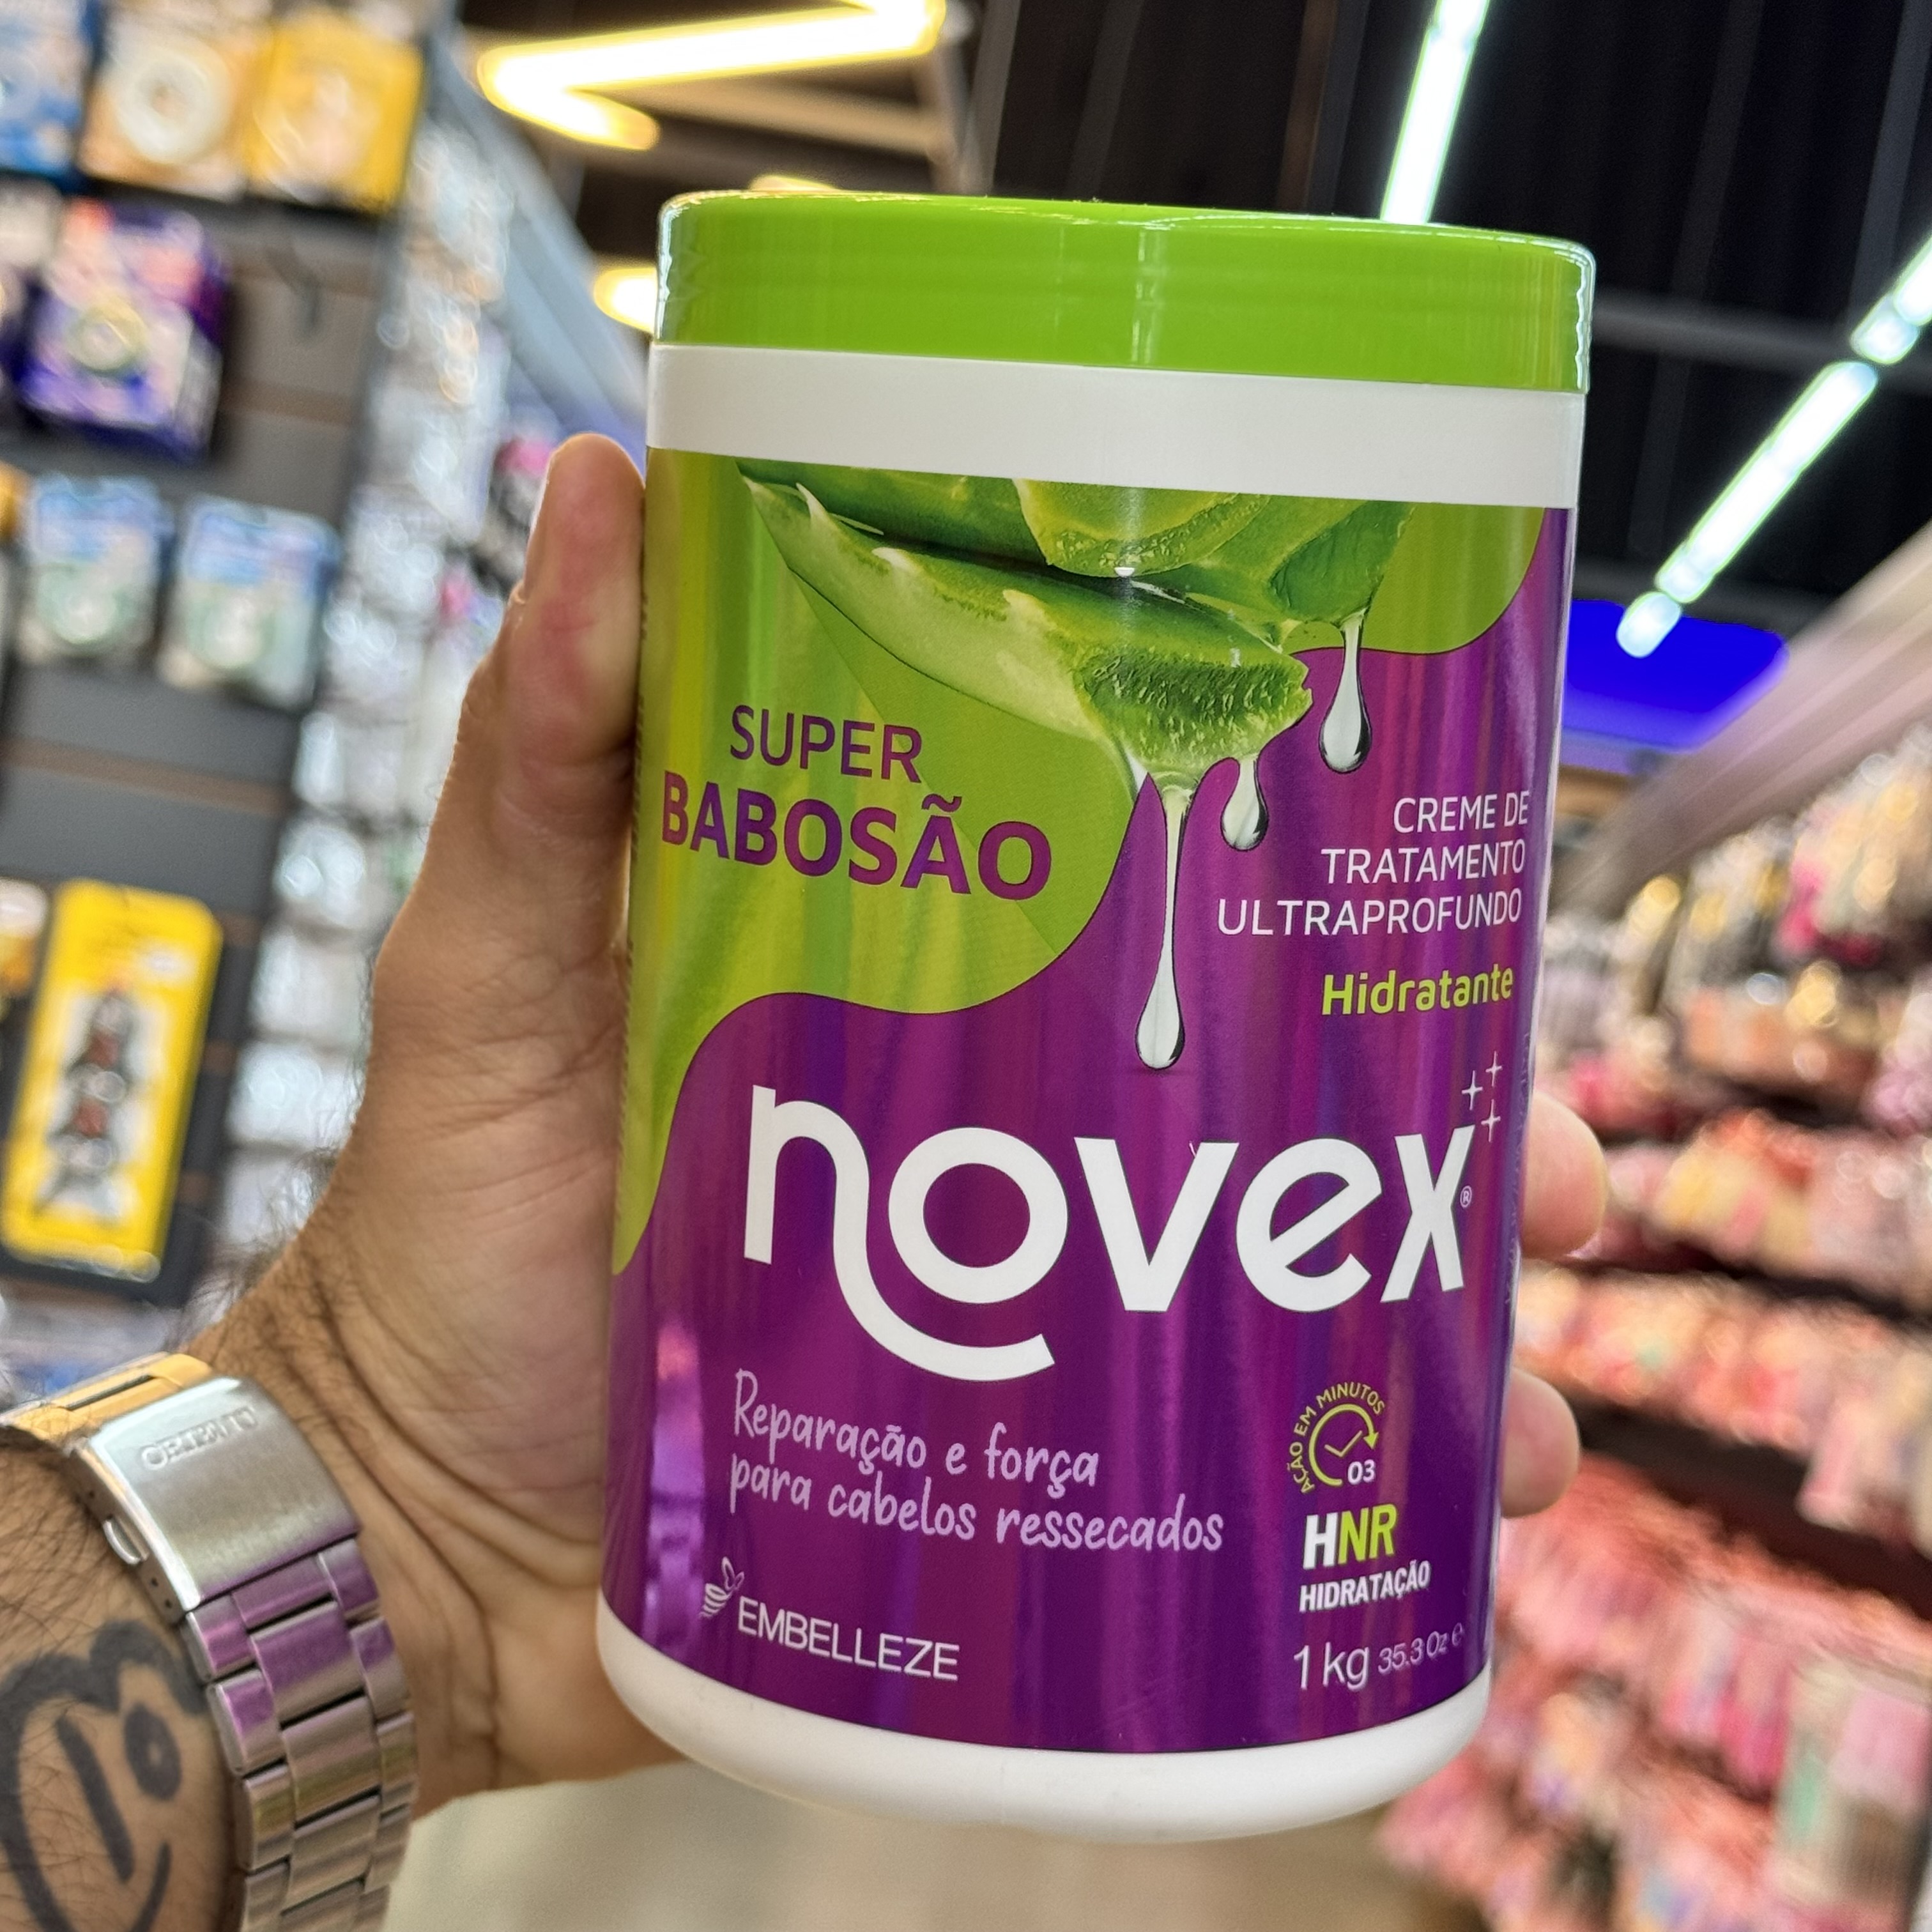 SUPER
BABOSÃO
CREME DE
TRATAMENTO
ULTRAPROFUNDO
Hidratante
novex®
Reparação e força
para cabelos ressecados
AÇÃO EM MINUTOS
03
HNR
HIDRATAÇÃO
EMBELLEZE
1 kg 35.3 Oz e
ORIENT